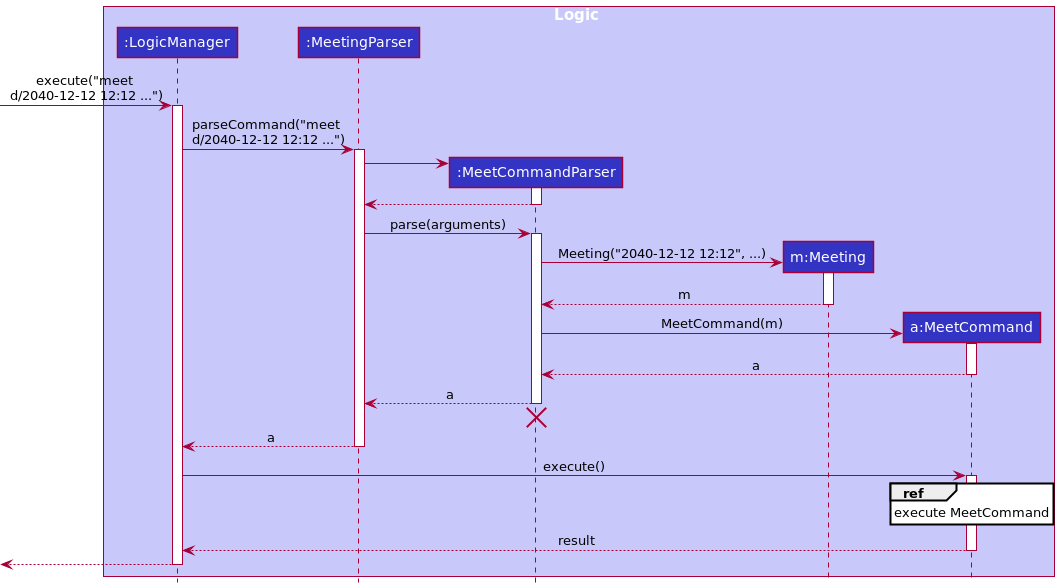 Logic
:LogicManager
:MeetingParser
execute("meet
d/2040-12-12 12:12 ...")
parseCommand("meet
d/2040-12-12 12:12 ...")
:MeetCommandParser
parse(arguments)
Meeting("2040-12-12 12:12", ...)
m:Meeting
m
MeetCommand(m)
a:MeetCommand
a
a
a
execute()
ref
execute MeetCommand
result